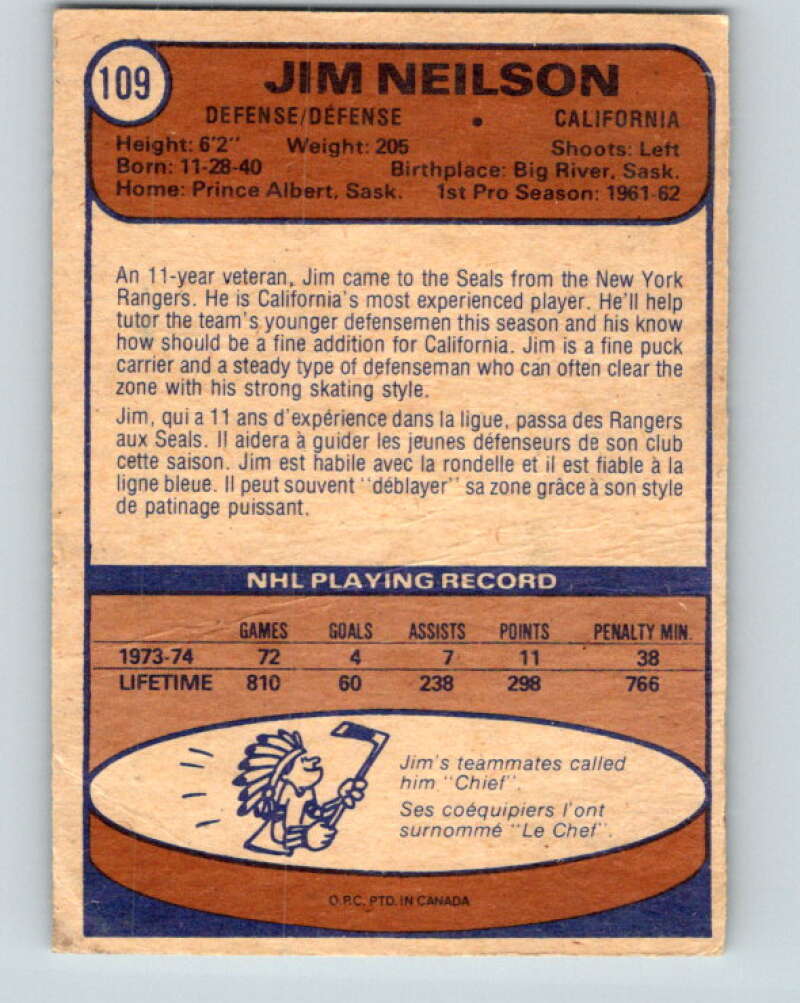 109
JIM NEILSON
DEFENSE/DÉFENSE • CALIFORNIA
Height: 6'2" Weight: 205 Shoots: Left
Born: 11-28-40 Birthplace: Big River, Sask.
Home: Prince Albert, Sask. 1st Pro Season: 1961-62
An 11-year veteran, Jim came to the Seals from the New York
Rangers. He is California's most experienced player. He'll help
tutor the team's younger defensemen this season and his know
how should be a fine addition for California. Jim is a fine puck
carrier and a steady type of defenseman who can often clear the
zone with his strong skating style.
Jim, qui a 11 ans d'expérience dans la ligue, passa des Rangers
aux Seals. Il aidera à guider les jeunes défenseurs de son club
cette saison. Jim est habile avec la rondelle et il est fiable à la
ligne bleue. Il peut souvent "déblayer" sa zone grâce à son style
de patinage puissant.
NHL PLAYING RECORD
GAMES GOALS ASSISTS POINTS PENALTY MIN.
1973-74 72 4 7 11 38
LIFETIME 810 60 238 298 766
Jim's teammates called
him "Chief".
Ses coéquipiers l'ont
surnommé "Le Chef".
O.P.C. PTD. IN CANADA